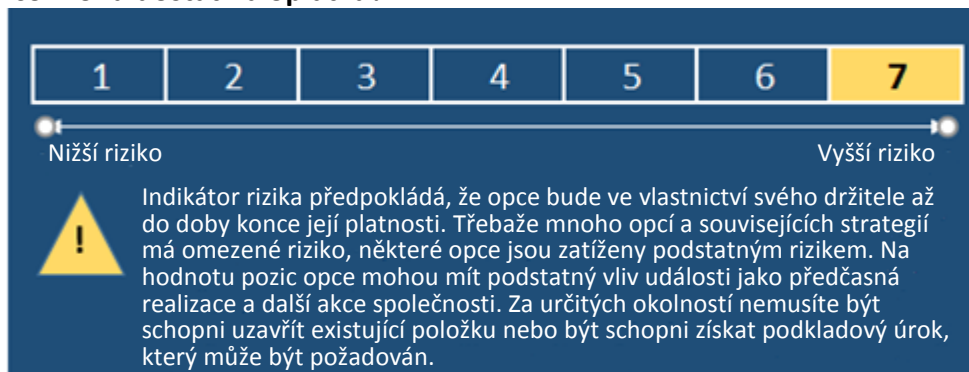 1 2 3 4 5 6 7
Nižší riziko Vyšší riziko
!
Indikátor rizika předpokládá, že opce bude ve vlastnictví svého držitele až
do doby konce její platnosti. Třebaže mnoho opcí a souvisejících strategií
má omezené riziko, některé opce jsou zatíženy podstatným rizikem. Na
hodnotu pozic opce mohou mít podstatný vliv události jako předčasná
realizace a další akce společnosti. Za určitých okolností nemusíte být
schopni uzavřít existující položku nebo být schopni získat podkladový úrok,
který může být požadován.